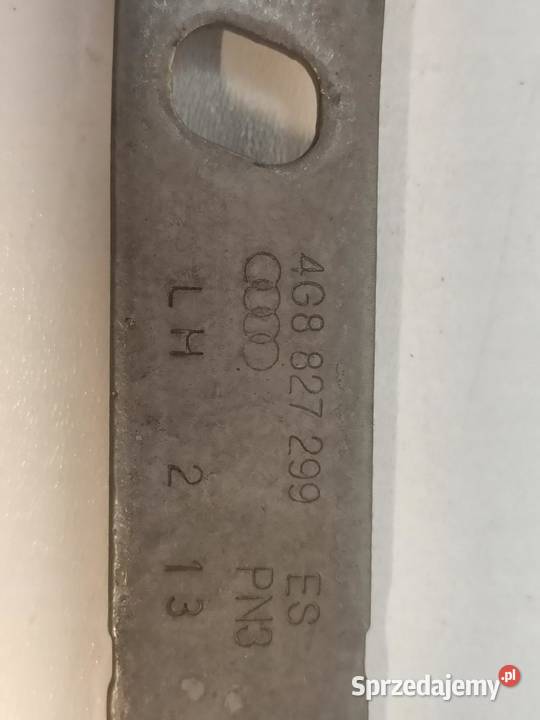 4G8 827 299 ES
PN3
LH 2 13
Sprzedajemy.pl